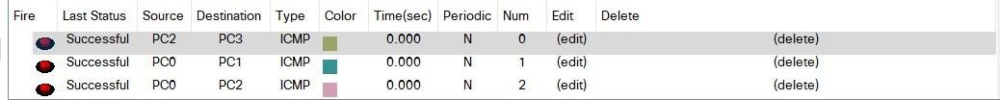 Fire Last Status Source Destination Type Color Time(sec) Periodic Num Edit Delete
Successful PC2 PC3 ICMP 0.000 N 0 (edit) (delete)
Successful PC0 PC1 ICMP 0.000 N 1 (edit) (delete)
Successful PC0 PC2 ICMP 0.000 N 2 (edit) (delete)